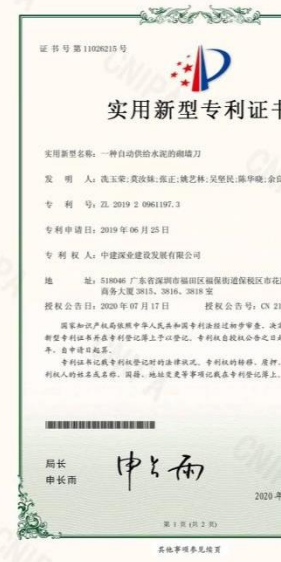 证书号第11026215号
实用新型专利证书
实用新型名称：一种自动供给水泥的砌墙刀
发 明 人：冼玉荣;莫汝妹;张正;姚艺林;吴坚民;陈华晓;余
专 利 号：ZL 2019 2 0961197.3
专利申请日：2019年06月25日
专 利 权 人：中建深业建设发展有限公司
地 址：518046 广东省深圳市福田区福保街道保税区市花
商务大厦3815、3816、3818室
授权公告日：2020年07月17日 授权公告号：CN 21
国家知识产权局依照中华人民共和国专利法经过初步审查，决
新型专利证书并在专利登记簿上予以登记。专利权自授权公告之日
年，自申请日起算。
专利证书记载专利权登记时的法律状况。专利权的转移、质押、
利权人的姓名或名称、国籍、地址变更等事项记载在专利登记簿上。
局长
申长雨
申长雨
2020年
第1页(共2页)
其他事项参见续页